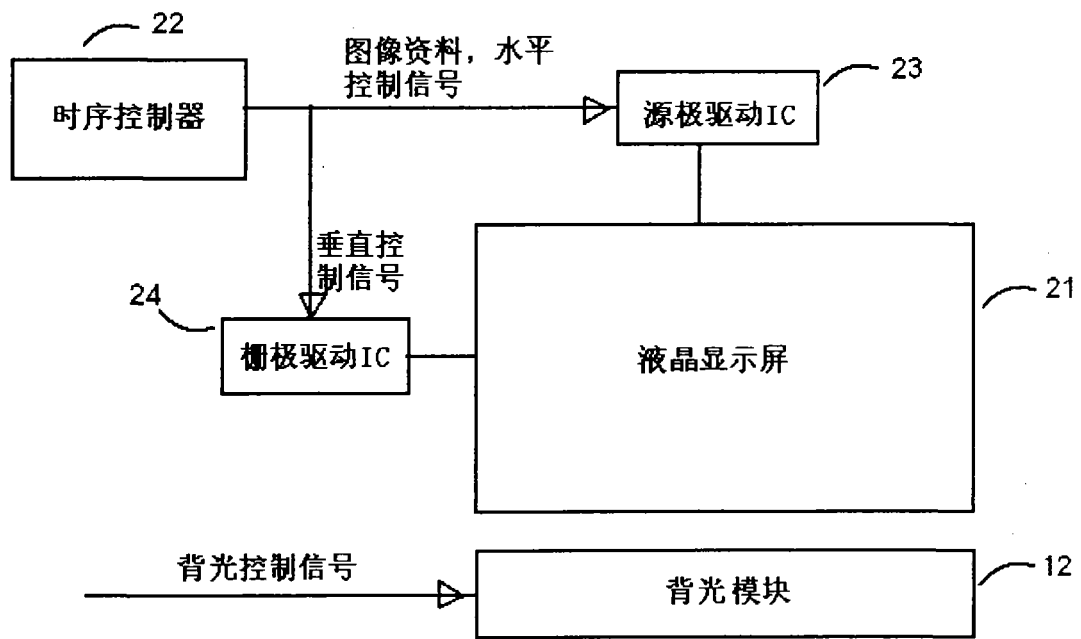 22
时序控制器
图像资料，水平
控制信号
23
源极驱动IC
垂直控
制信号
24
栅极驱动IC
21
液晶显示屏
背光控制信号
12
背光模块